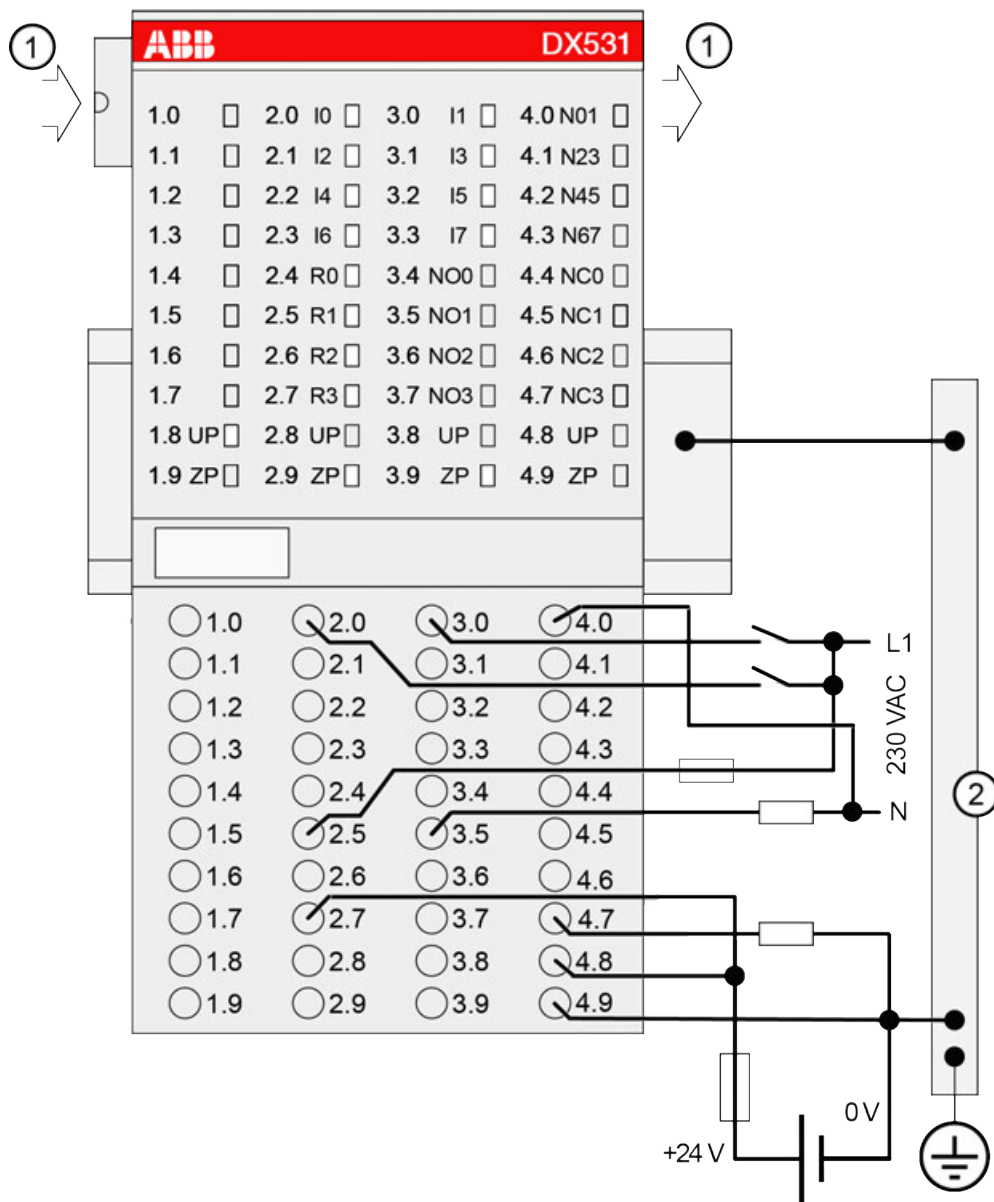 1 ABB DX531 1
1.0 2.0 I0 3.0 I1 4.0 N01
1.1 2.1 I2 3.1 I3 4.1 N23
1.2 2.2 I4 3.2 I5 4.2 N45
1.3 2.3 I6 3.3 I7 4.3 N67
1.4 2.4 R0 3.4 NO0 4.4 NC0
1.5 2.5 R1 3.5 NO1 4.5 NC1
1.6 2.6 R2 3.6 NO2 4.6 NC2
1.7 2.7 R3 3.7 NO3 4.7 NC3
1.8 UP 2.8 UP 3.8 UP 4.8 UP
1.9 ZP 2.9 ZP 3.9 ZP 4.9 ZP
1.0 2.0 3.0 4.0
L1
1.1 2.1 3.1 4.1
1.2 2.2 3.2 4.2
230 VAC
1.3 2.3 3.3 4.3
1.4 2.4 3.4 4.4
2
N
1.5 2.5 3.5 4.5
1.6 2.6 3.6 4.6
1.7 2.7 3.7 4.7
1.8 2.8 3.8 4.8
1.9 2.9 3.9 4.9
0 V
+24 V